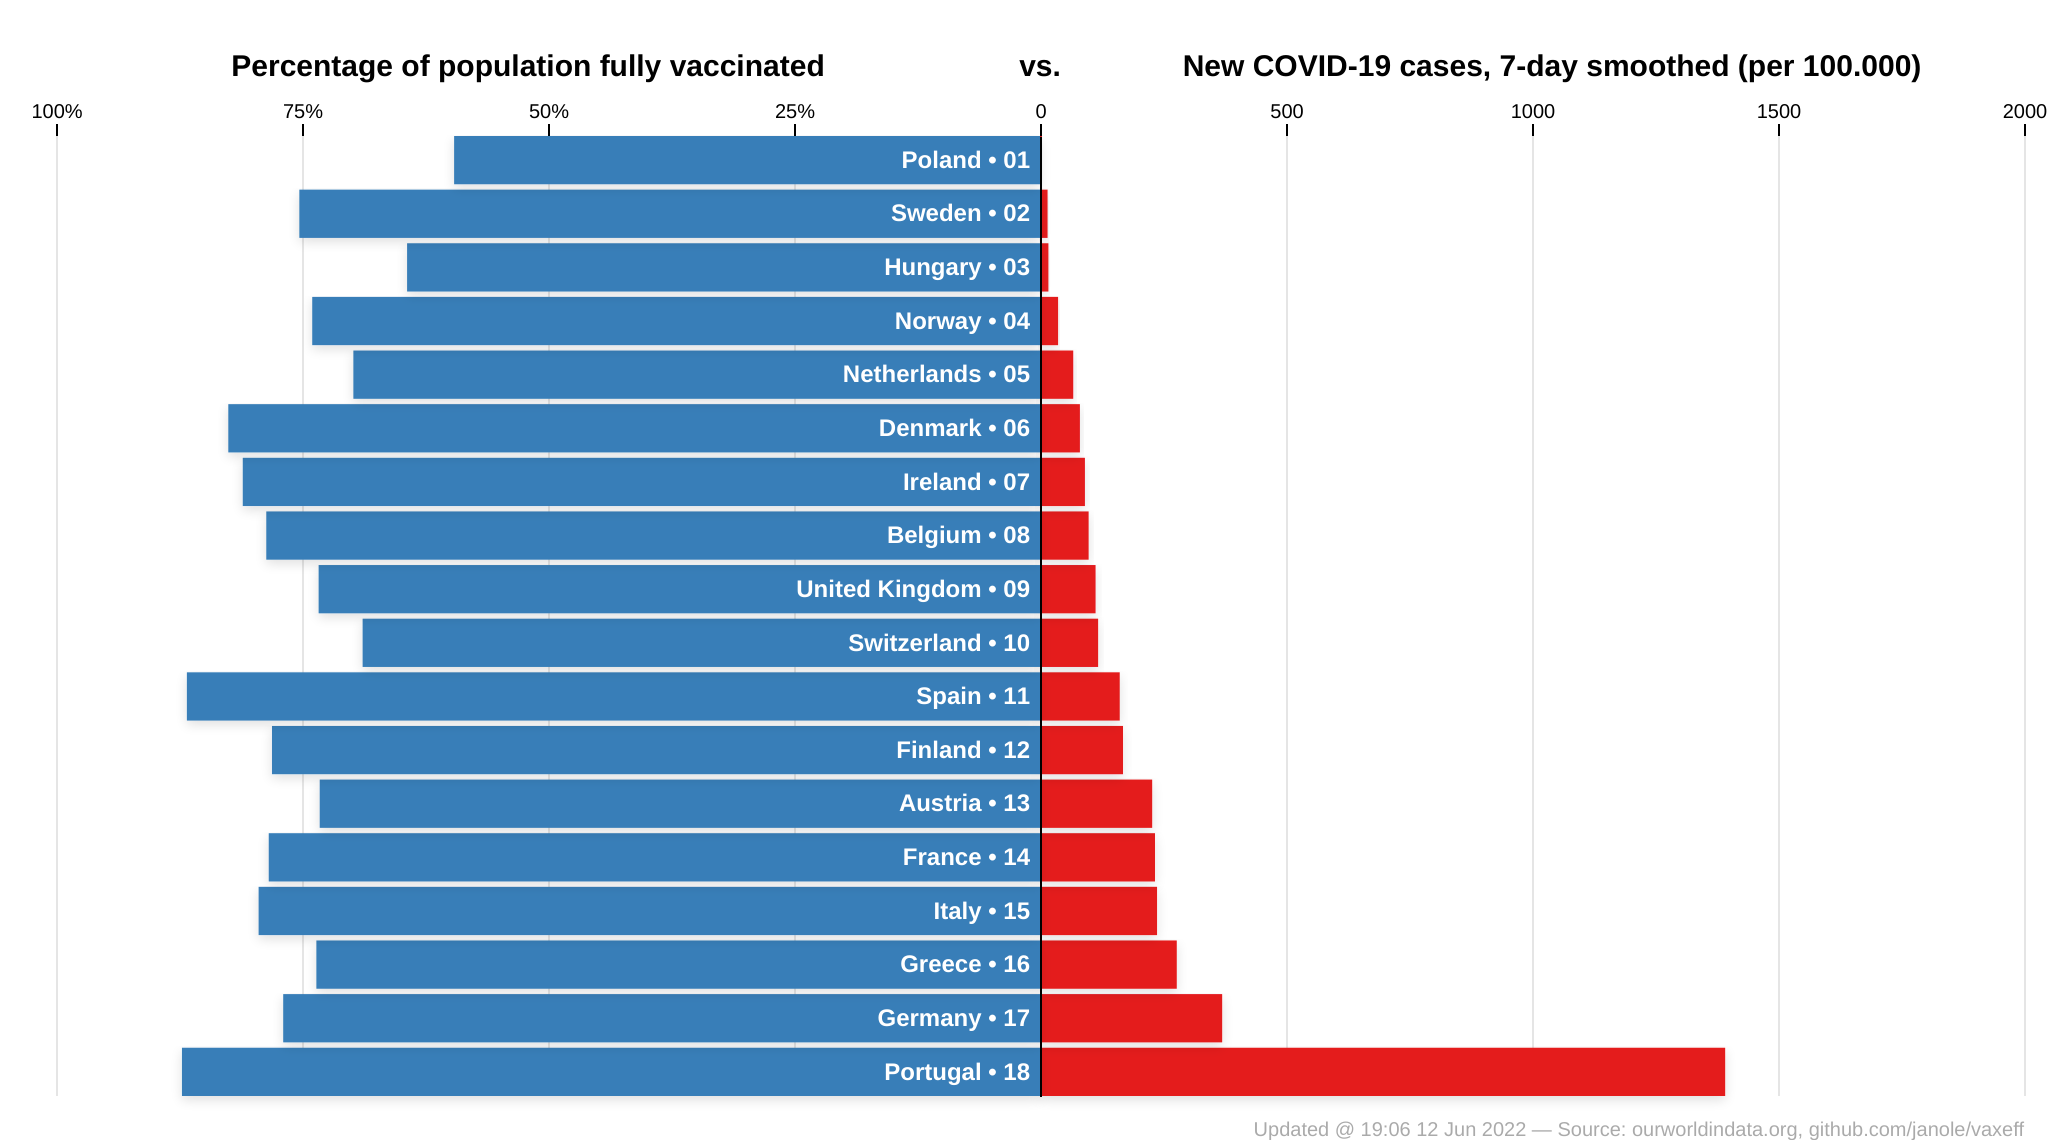 Percentage of population fully vaccinated vs. New COVID-19 cases, 7-day smoothed (per 100.000)
100% 75% 50% 25% 0 500 1000 1500 2000
Poland • 01
Sweden • 02
Hungary • 03
Norway • 04
Netherlands • 05
Denmark • 06
Ireland • 07
Belgium • 08
United Kingdom • 09
Switzerland • 10
Spain • 11
Finland • 12
Austria • 13
France • 14
Italy • 15
Greece • 16
Germany • 17
Portugal • 18
Updated @ 19:06 12 Jun 2022 — Source: ourworldindata.org, github.com/janole/vaxeff